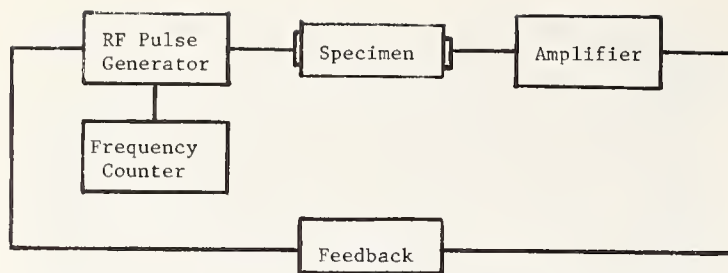 RF Pulse
Generator
Specimen
Amplifier
Frequency
Counter
Feedback